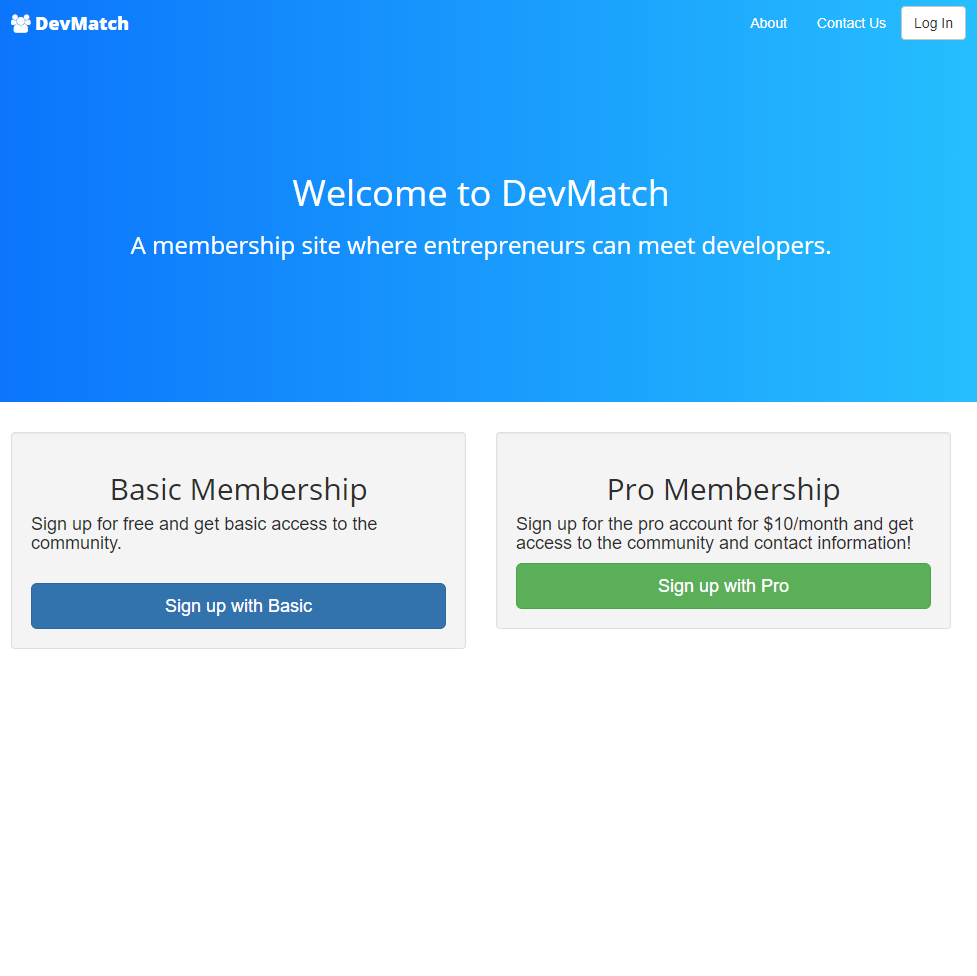 DevMatch
About
Contact Us
Log In
Welcome to DevMatch
A membership site where entrepreneurs can meet developers.
Basic Membership
Sign up for free and get basic access to the
community.
Sign up with Basic
Pro Membership
Sign up for the pro account for $10/month and get
access to the community and contact information!
Sign up with Pro